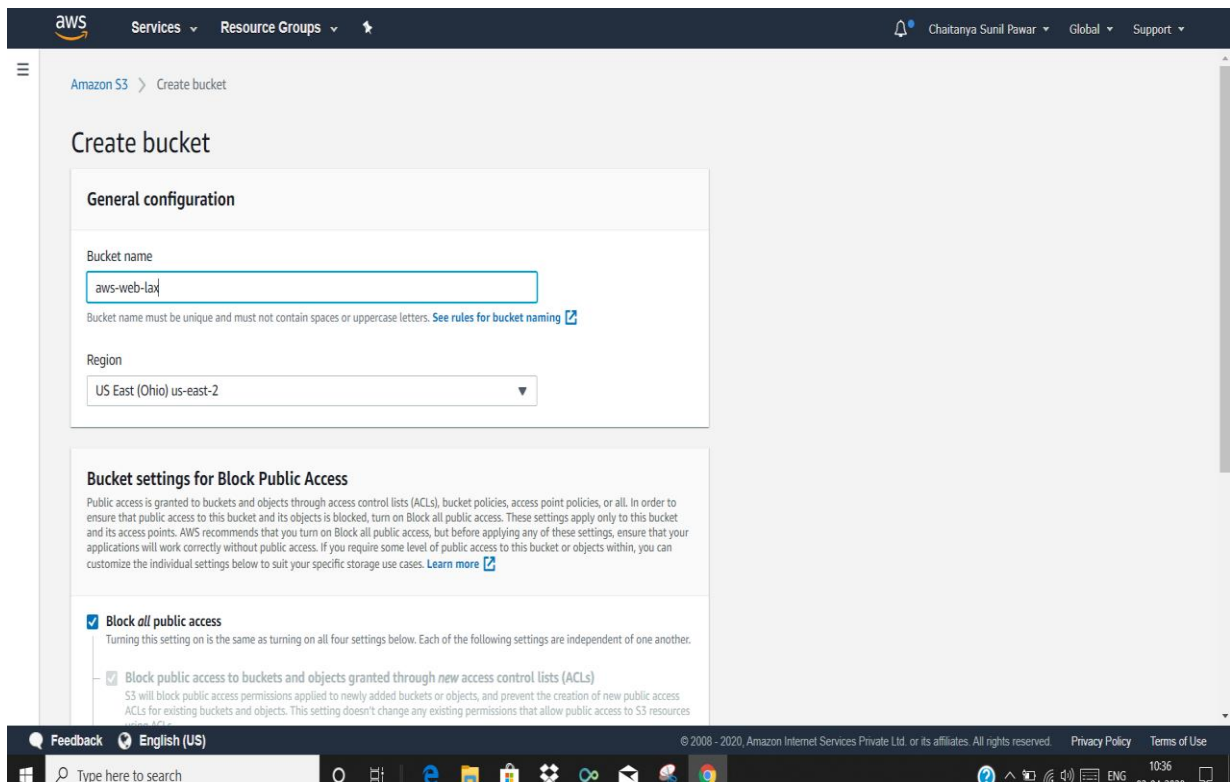 aws Services Resource Groups Chaitanya Sunil Pawar Global Support
Amazon S3 > Create bucket
Create bucket
General configuration
Bucket name
aws-web-lax
Bucket name must be unique and must not contain spaces or uppercase letters. See rules for bucket naming
Region
US East (Ohio) us-east-2
Bucket settings for Block Public Access
Public access is granted to buckets and objects through access control lists (ACLs), bucket policies, access point policies, or all. In order to
ensure that public access to this bucket and its objects is blocked, turn on Block all public access. These settings apply only to this bucket
and its access points. AWS recommends that you turn on Block all public access, but before applying any of these settings, ensure that your
applications will work correctly without public access. If you require some level of public access to this bucket or objects within, you can
customize the individual settings below to suit your specific storage use cases. Learn more
Block all public access
Turning this setting on is the same as turning on all four settings below. Each of the following settings are independent of one another.
Block public access to buckets and objects granted through new access control lists (ACLs)
S3 will block public access permissions applied to newly added buckets or objects, and prevent the creation of new public access
ACLs for existing buckets and objects. This setting doesn't change any existing permissions that allow public access to S3 resources
using ACLs.
Feedback English (US) © 2008 - 2020, Amazon Internet Services Private Ltd. or its affiliates. All rights reserved. Privacy Policy Terms of Use
Type here to search ENG 10:36